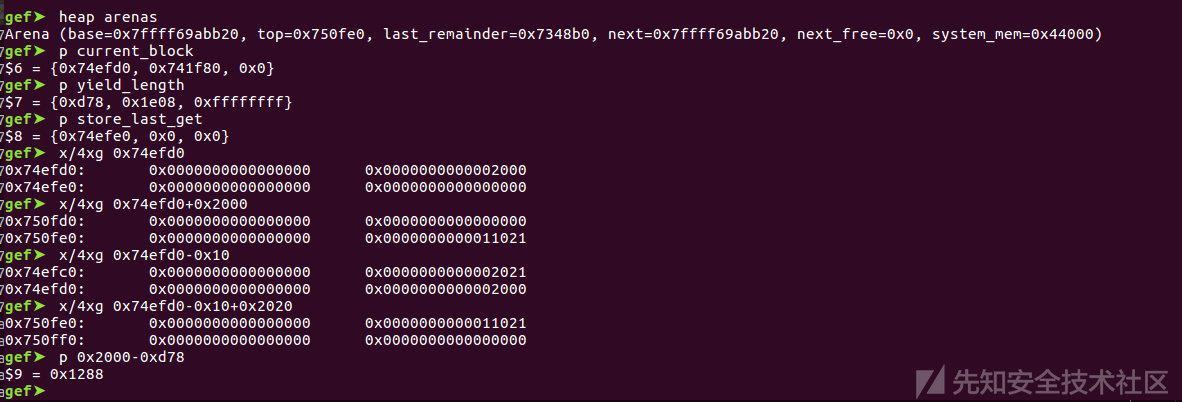 gef➤  heap arenas
Arena (base=0x7ffff69abb20, top=0x750fe0, last_remainder=0x7348b0, next=0x7ffff69abb20, next_free=0x0, system_mem=0x44000)
gef➤  p current_block
$6 = {0x74efd0, 0x741f80, 0x0}
gef➤  p yield_length
$7 = {0xd78, 0x1e08, 0xffffffff}
gef➤  p store_last_get
$8 = {0x74efe0, 0x0, 0x0}
gef➤  x/4xg 0x74efd0
0x74efd0:       0x0000000000000000      0x0000000000002000
0x74efe0:       0x0000000000000000      0x0000000000000000
gef➤  x/4xg 0x74efd0+0x2000
0x750fd0:       0x0000000000000000      0x0000000000000000
0x750fe0:       0x0000000000000000      0x0000000000011021
gef➤  x/4xg 0x74efd0-0x10
0x74efc0:       0x0000000000000000      0x0000000000002021
0x74efd0:       0x0000000000000000      0x0000000000002000
gef➤  x/4xg 0x74efd0-0x10+0x2020
0x750fe0:       0x0000000000000000      0x0000000000011021
0x750ff0:       0x0000000000000000      0x0000000000000000
gef➤  p 0x2000-0xd78
$9 = 0x1288
gef➤
先知安全技术社区